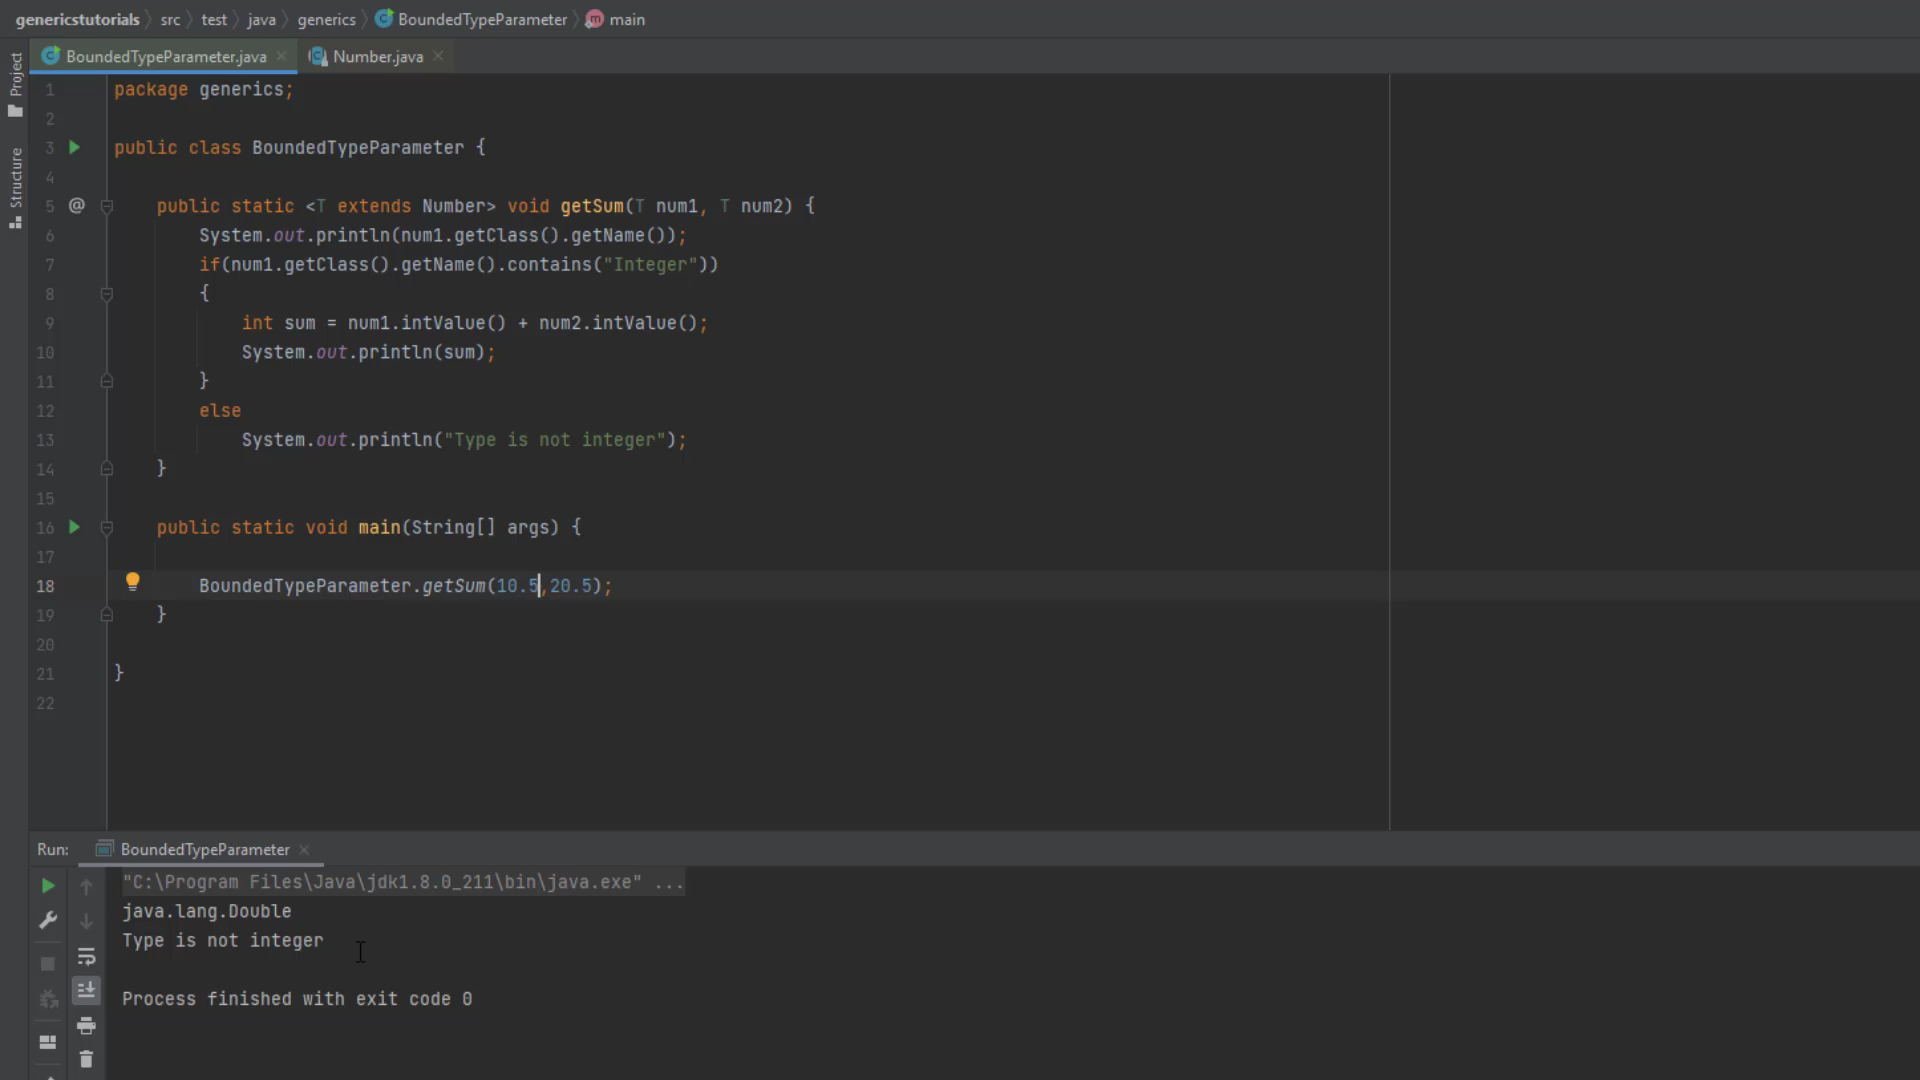 genericstutorials src test java generics BoundedTypeParameter main
BoundedTypeParameter.java Number.java
Project
Structure
1 package generics;
2
3 public class BoundedTypeParameter {
4
5 @ public static <T extends Number> void getSum(T num1, T num2) {
6 System.out.println(num1.getClass().getName());
7 if(num1.getClass().getName().contains("Integer"))
8 {
9 int sum = num1.intValue() + num2.intValue();
10 System.out.println(sum);
11 }
12 else
13 System.out.println("Type is not integer");
14 }
15
16 public static void main(String[] args) {
17
18 BoundedTypeParameter.getSum(10.5,20.5);
19 }
20
21 }
22
Run: BoundedTypeParameter
"C:\Program Files\Java\jdk1.8.0_211\bin\java.exe" ...
java.lang.Double
Type is not integer
Process finished with exit code 0